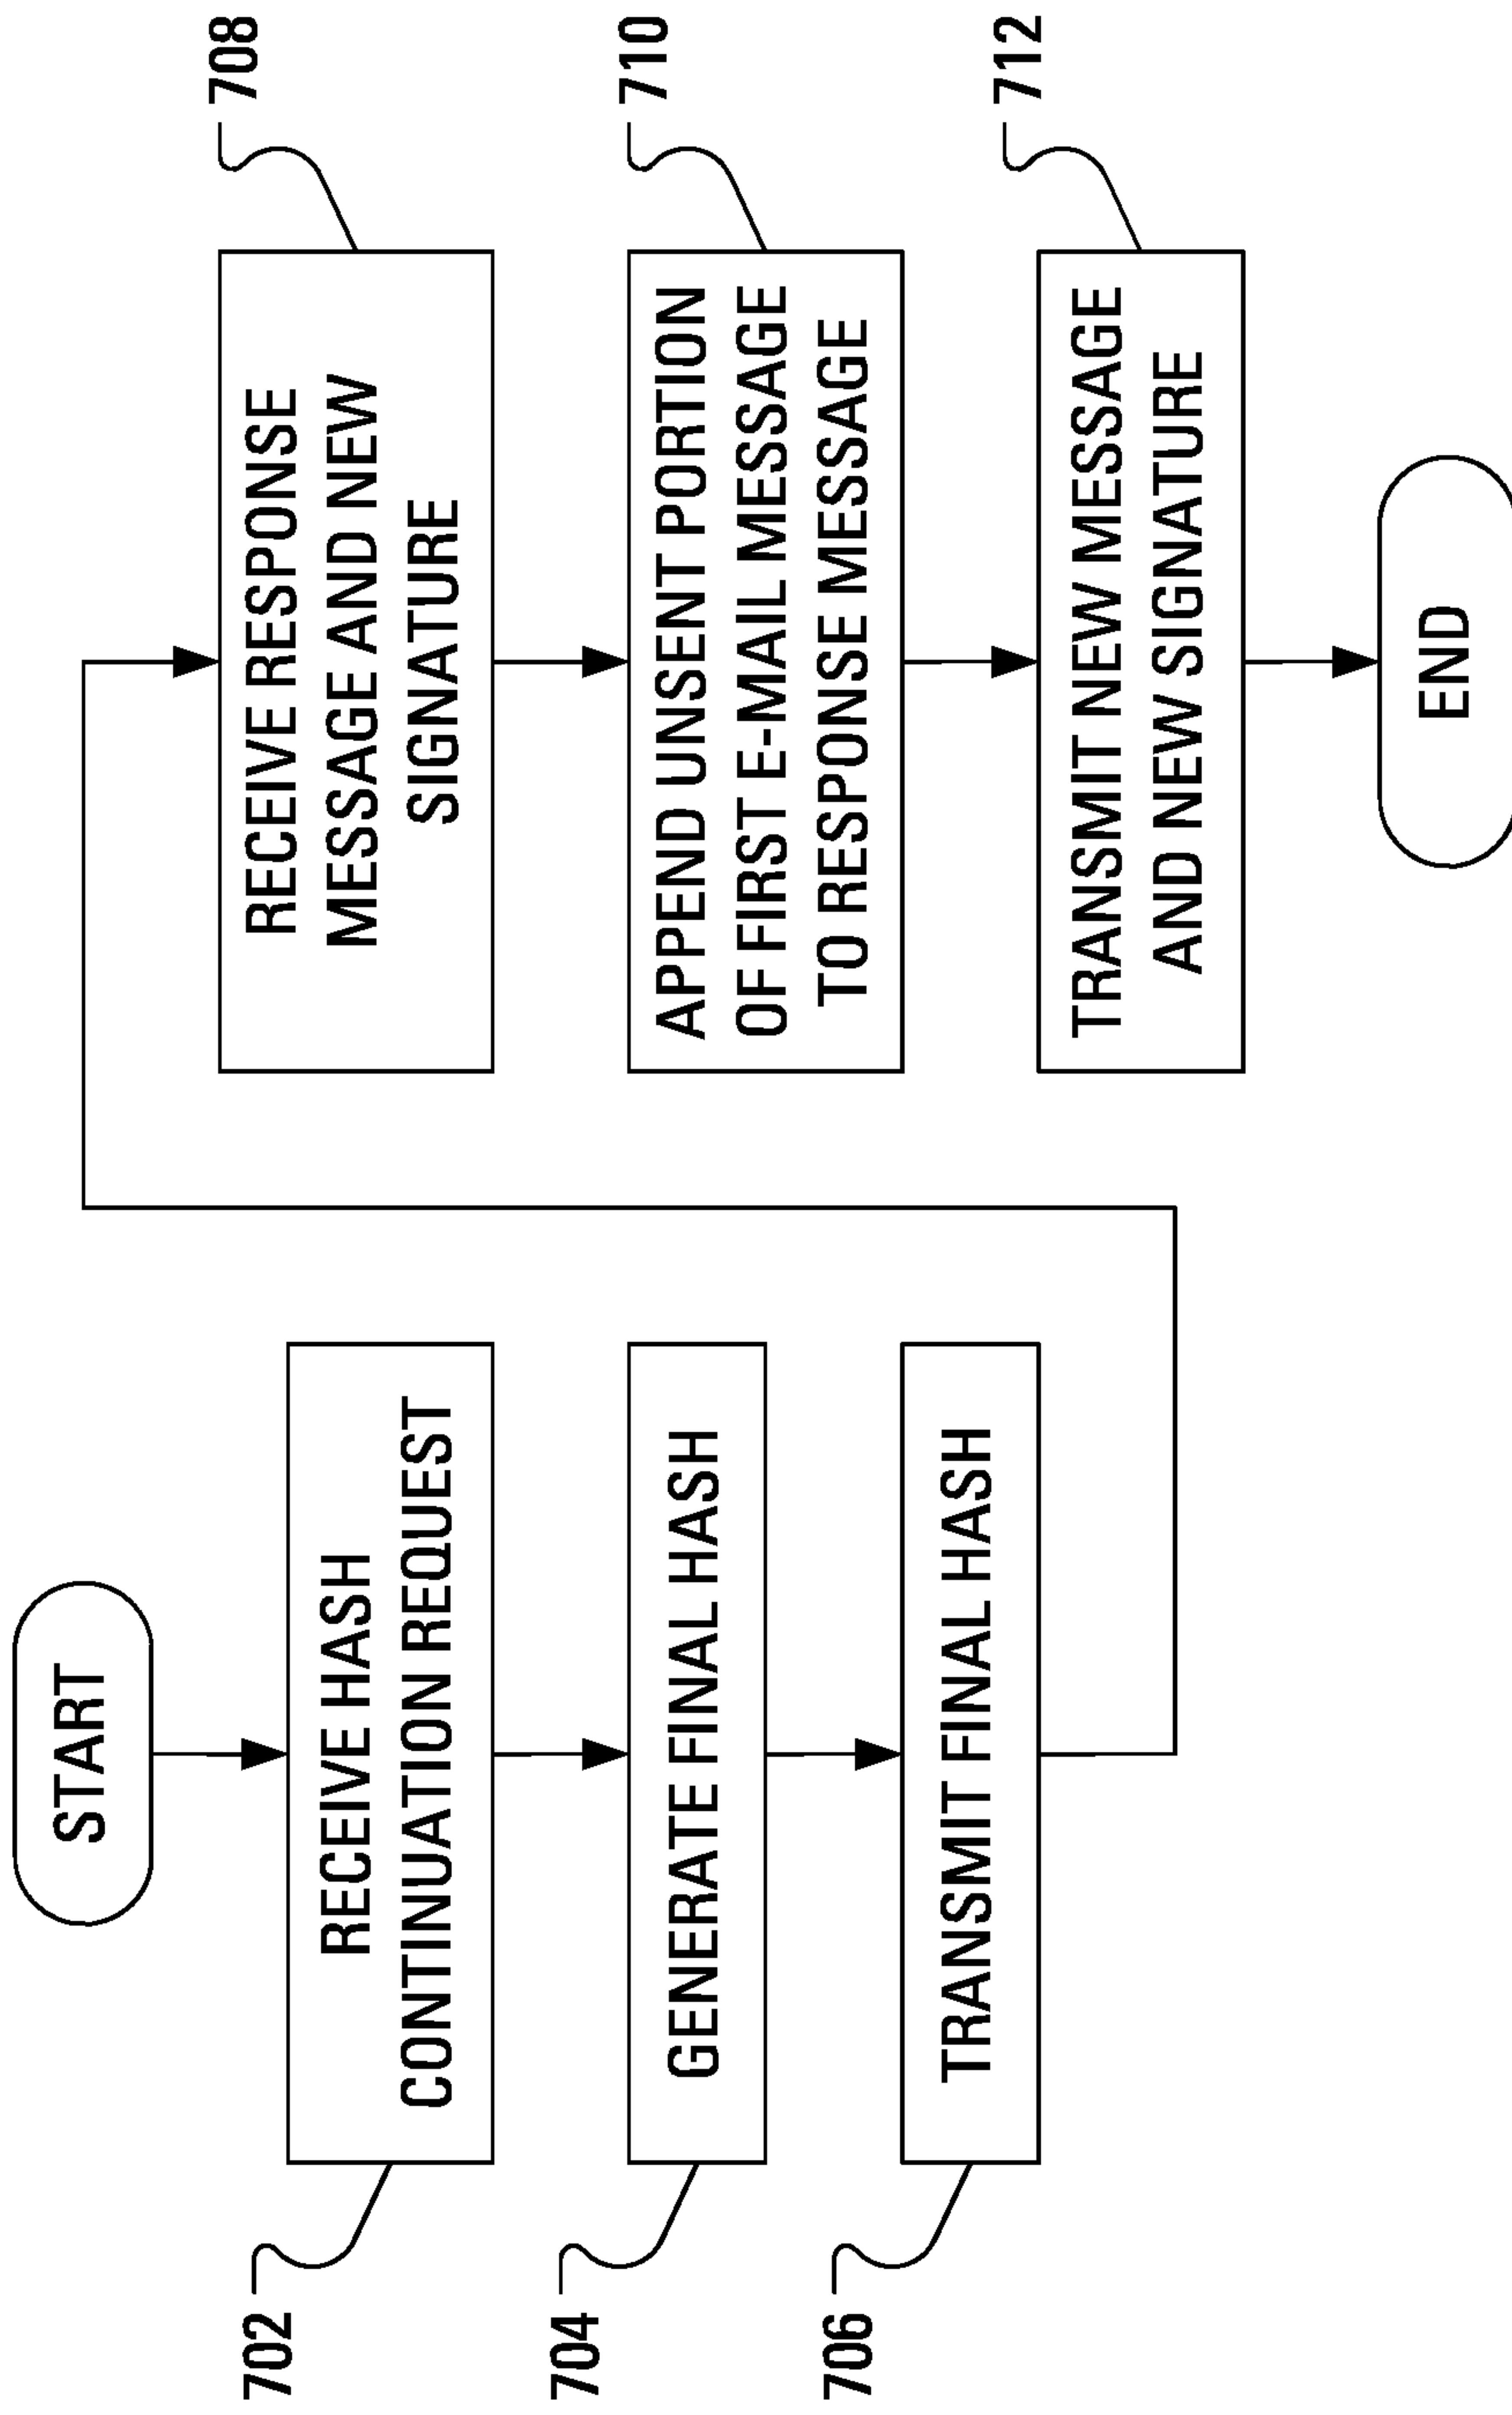 START
702
RECEIVE HASH
CONTINUATION REQUEST
704
GENERATE FINAL HASH
706
TRANSMIT FINAL HASH
708
RECEIVE RESPONSE
MESSAGE AND NEW
SIGNATURE
710
APPEND UNSENT PORTION
OF FIRST E-MAIL MESSAGE
TO RESPONSE MESSAGE
712
TRANSMIT NEW MESSAGE
AND NEW SIGNATURE
END